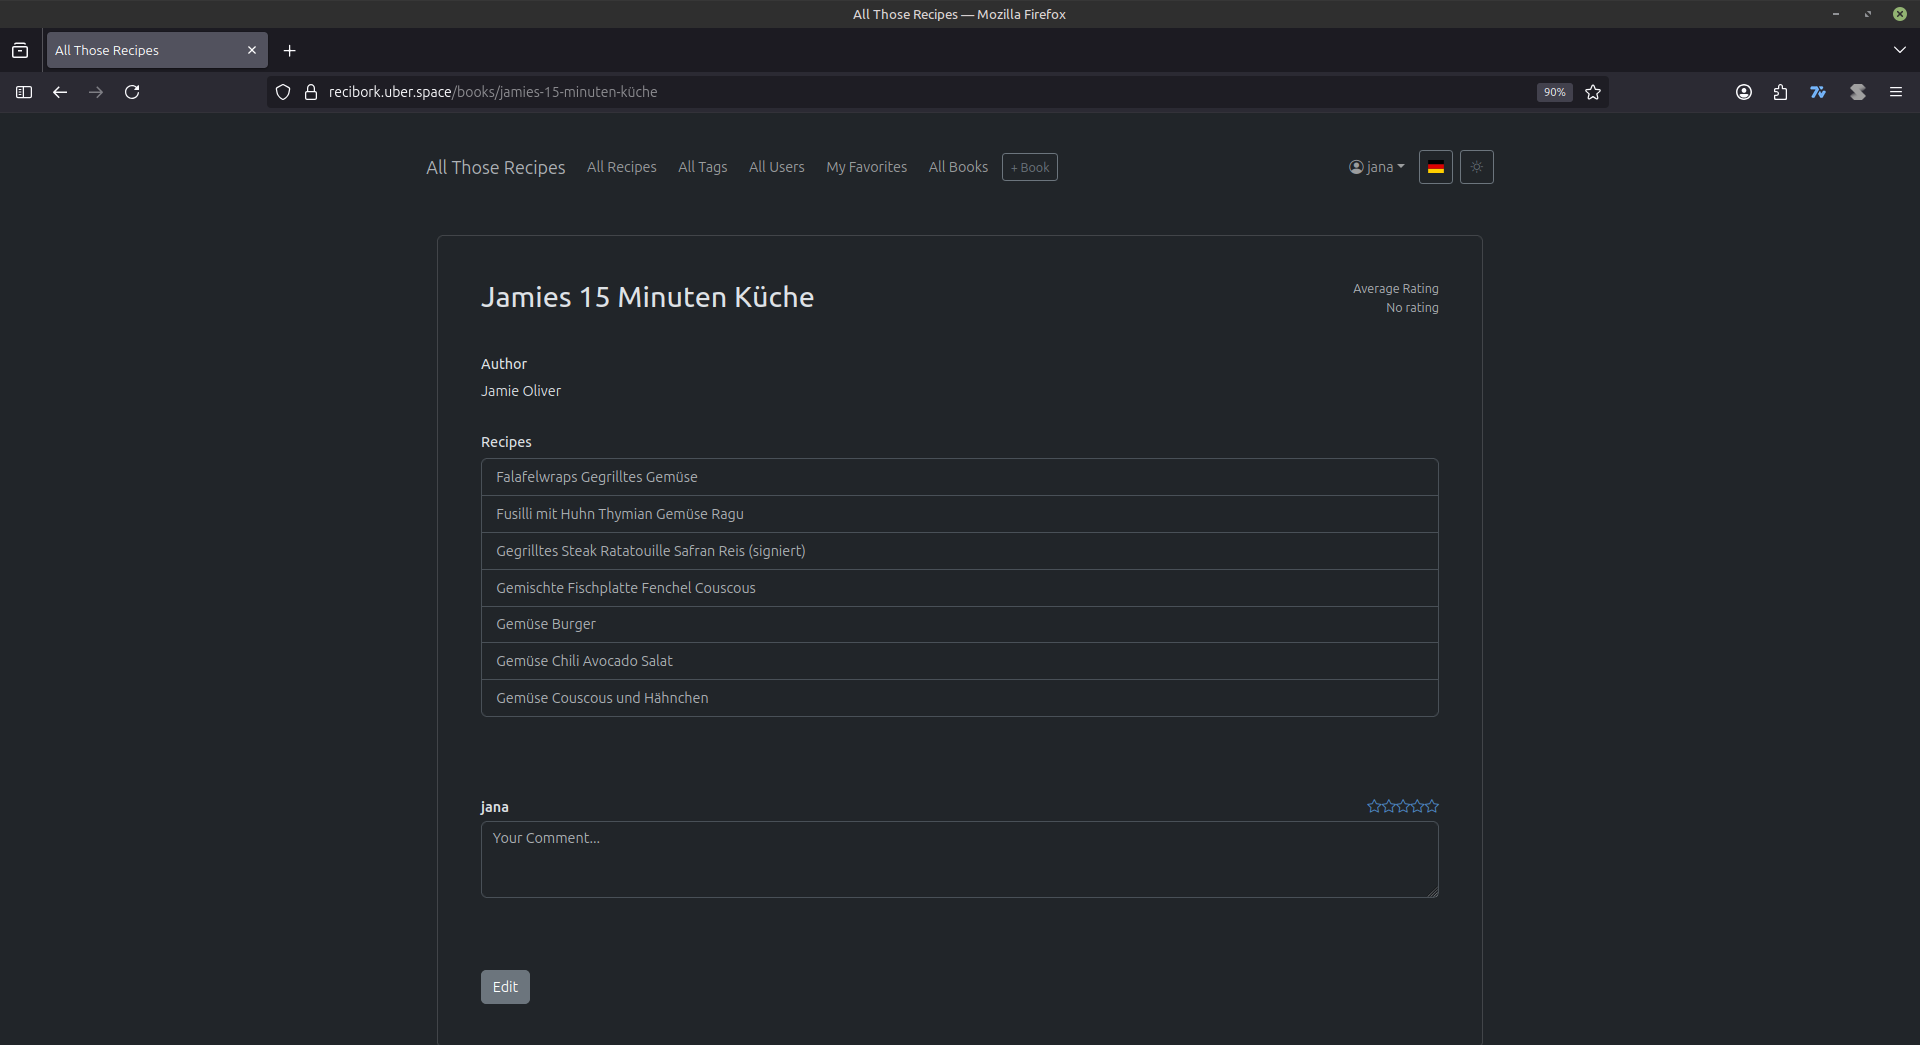 All Those Recipes — Mozilla Firefox
All Those Recipes
recibork.uber.space/books/jamies-15-minuten-küche
90%
All Those Recipes All Recipes All Tags All Users My Favorites All Books + Book jana
Jamies 15 Minuten Küche
Average Rating
No rating
Author
Jamie Oliver
Recipes
Falafelwraps Gegrilltes Gemüse
Fusilli mit Huhn Thymian Gemüse Ragu
Gegrilltes Steak Ratatouille Safran Reis (signiert)
Gemischte Fischplatte Fenchel Couscous
Gemüse Burger
Gemüse Chili Avocado Salat
Gemüse Couscous und Hähnchen
jana
Your Comment...
Edit